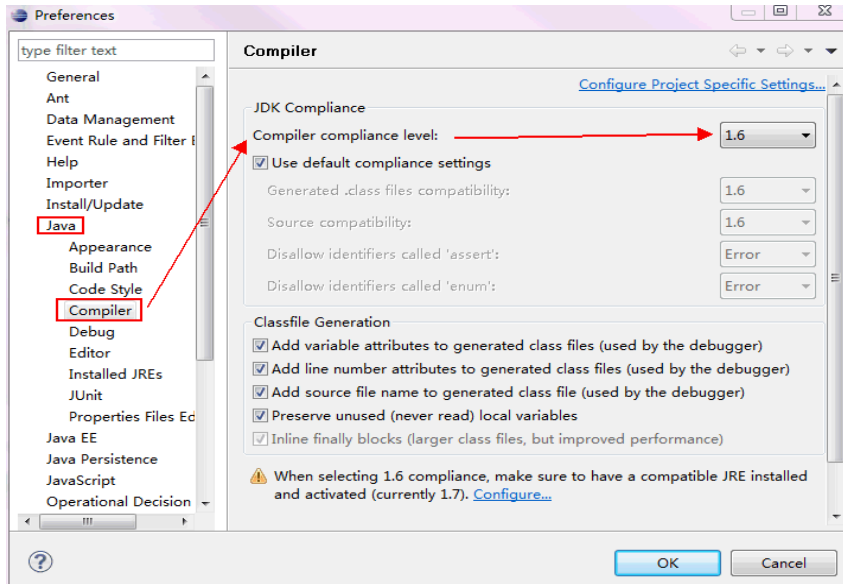 Preferences
type filter text
General
Ant
Data Management
Event Rule and Filter
Help
Importer
Install/Update
Java
Appearance
Build Path
Code Style
Compiler
Debug
Editor
Installed JREs
JUnit
Properties Files Ed
Java EE
Java Persistence
JavaScript
Operational Decision
Compiler
Configure Project Specific Settings...
JDK Compliance
Compiler compliance level: 1.6
Use default compliance settings
Generated .class files compatibility: 1.6
Source compatibility: 1.6
Disallow identifiers called 'assert': Error
Disallow identifiers called 'enum': Error
Classfile Generation
Add variable attributes to generated class files (used by the debugger)
Add line number attributes to generated class files (used by the debugger)
Add source file name to generated class file (used by the debugger)
Preserve unused (never read) local variables
Inline finally blocks (larger class files, but improved performance)
When selecting 1.6 compliance, make sure to have a compatible JRE installed
and activated (currently 1.7). Configure...
OK Cancel